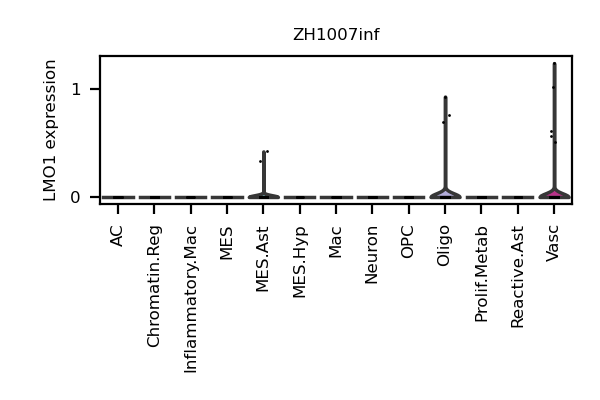 ZH1007inf
LMO1 expression
1
0
AC
Chromatin.Reg
Inflammatory.Mac
MES
MES.Ast
MES.Hyp
Mac
Neuron
OPC
Oligo
Prolif.Metab
Reactive.Ast
Vasc